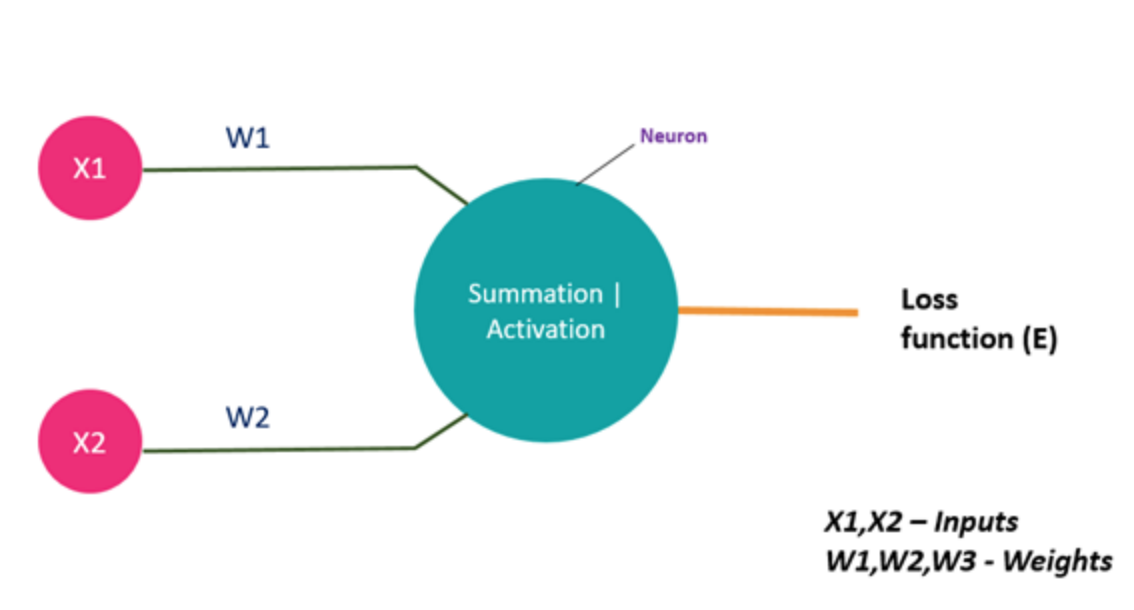 W1
Neuron
X1
Summation |
Activation
Loss
function (E)
W2
X2
X1,X2 – Inputs
W1,W2,W3 - Weights